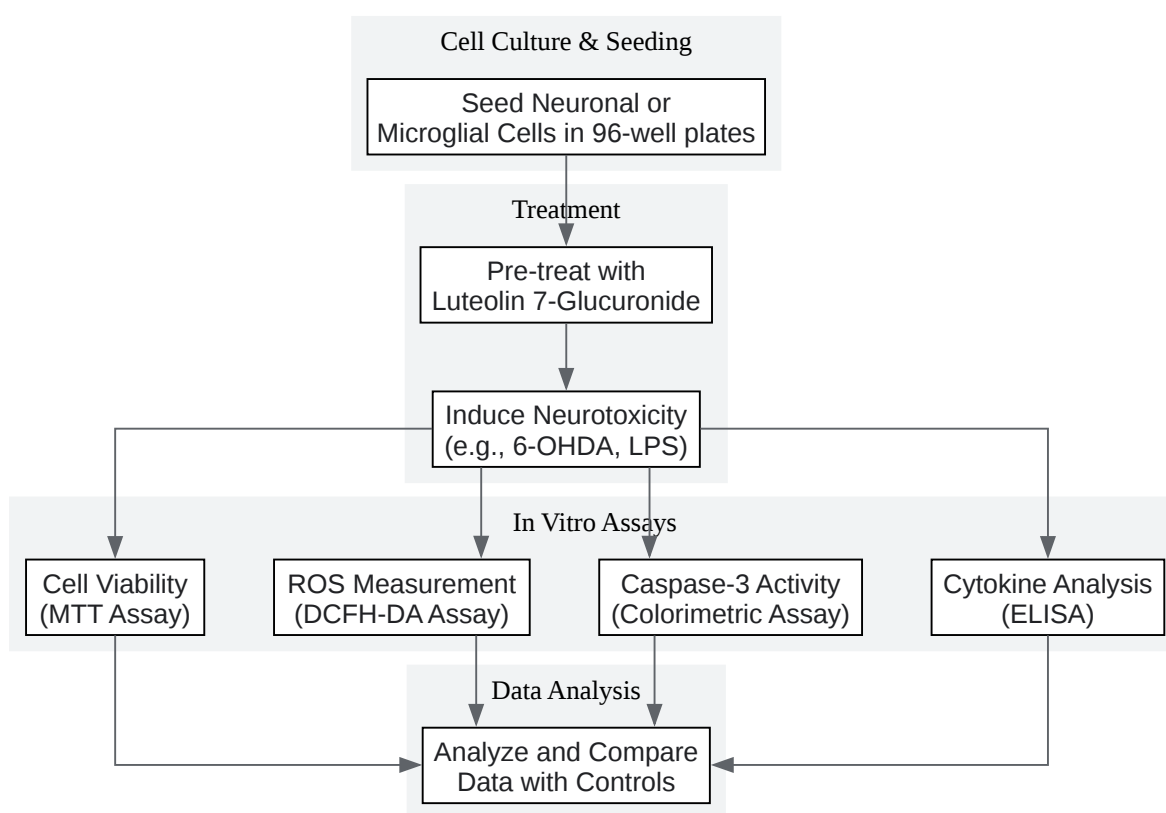 Cell Culture & Seeding
Seed Neuronal or
Microglial Cells in 96-well plates
Treatment
Pre-treat with
Luteolin 7-Glucuronide
Induce Neurotoxicity
(e.g., 6-OHDA, LPS)
In Vitro Assays
Cell Viability
(MTT Assay)
ROS Measurement
(DCFH-DA Assay)
Caspase-3 Activity
(Colorimetric Assay)
Cytokine Analysis
(ELISA)
Data Analysis
Analyze and Compare
Data with Controls